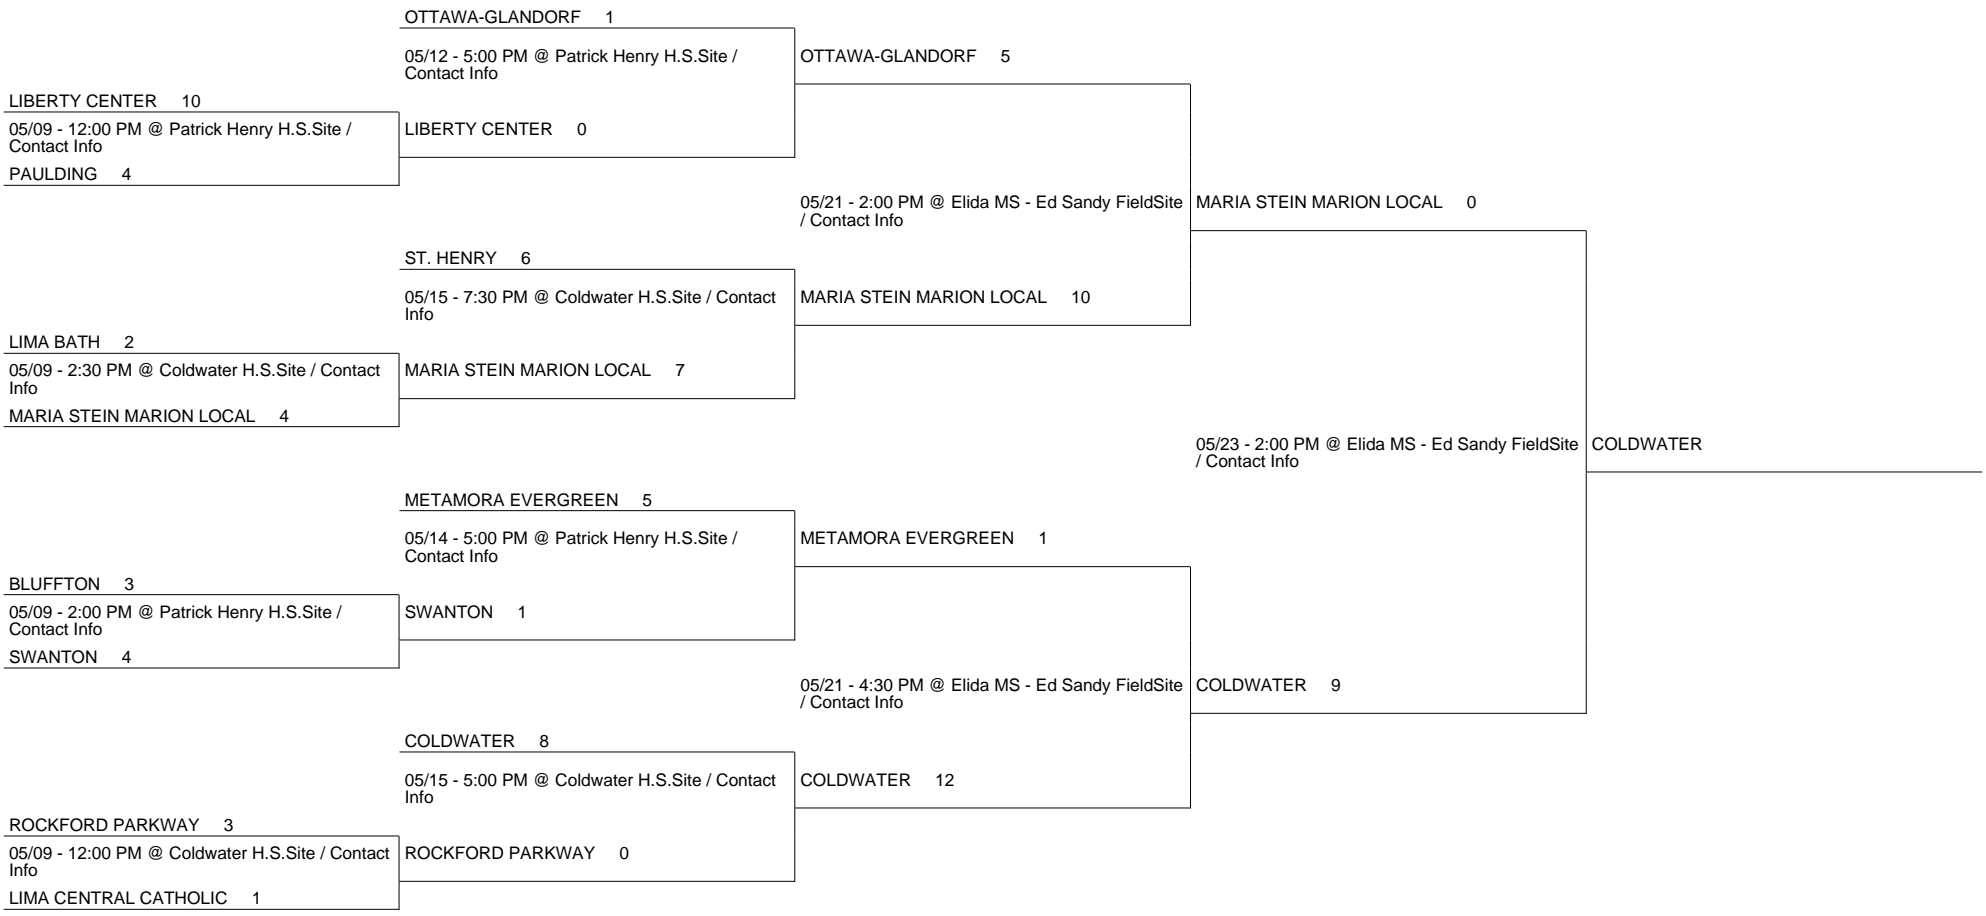 OTTAWA-GLANDORF 1
05/12 - 5:00 PM @ Patrick Henry H.S.Site /
Contact Info
OTTAWA-GLANDORF 5
LIBERTY CENTER 10
05/09 - 12:00 PM @ Patrick Henry H.S.Site /
Contact Info
LIBERTY CENTER 0
PAULDING 4
05/21 - 2:00 PM @ Elida MS - Ed Sandy FieldSite
/ Contact Info
MARIA STEIN MARION LOCAL 0
ST. HENRY 6
05/15 - 7:30 PM @ Coldwater H.S.Site / Contact
Info
MARIA STEIN MARION LOCAL 10
LIMA BATH 2
05/09 - 2:30 PM @ Coldwater H.S.Site / Contact
Info
MARIA STEIN MARION LOCAL 7
MARIA STEIN MARION LOCAL 4
05/23 - 2:00 PM @ Elida MS - Ed Sandy FieldSite
/ Contact Info
COLDWATER
METAMORA EVERGREEN 5
05/14 - 5:00 PM @ Patrick Henry H.S.Site /
Contact Info
METAMORA EVERGREEN 1
BLUFFTON 3
05/09 - 2:00 PM @ Patrick Henry H.S.Site /
Contact Info
SWANTON 1
SWANTON 4
05/21 - 4:30 PM @ Elida MS - Ed Sandy FieldSite
/ Contact Info
COLDWATER 9
COLDWATER 8
05/15 - 5:00 PM @ Coldwater H.S.Site / Contact
Info
COLDWATER 12
ROCKFORD PARKWAY 3
05/09 - 12:00 PM @ Coldwater H.S.Site / Contact
Info
ROCKFORD PARKWAY 0
LIMA CENTRAL CATHOLIC 1